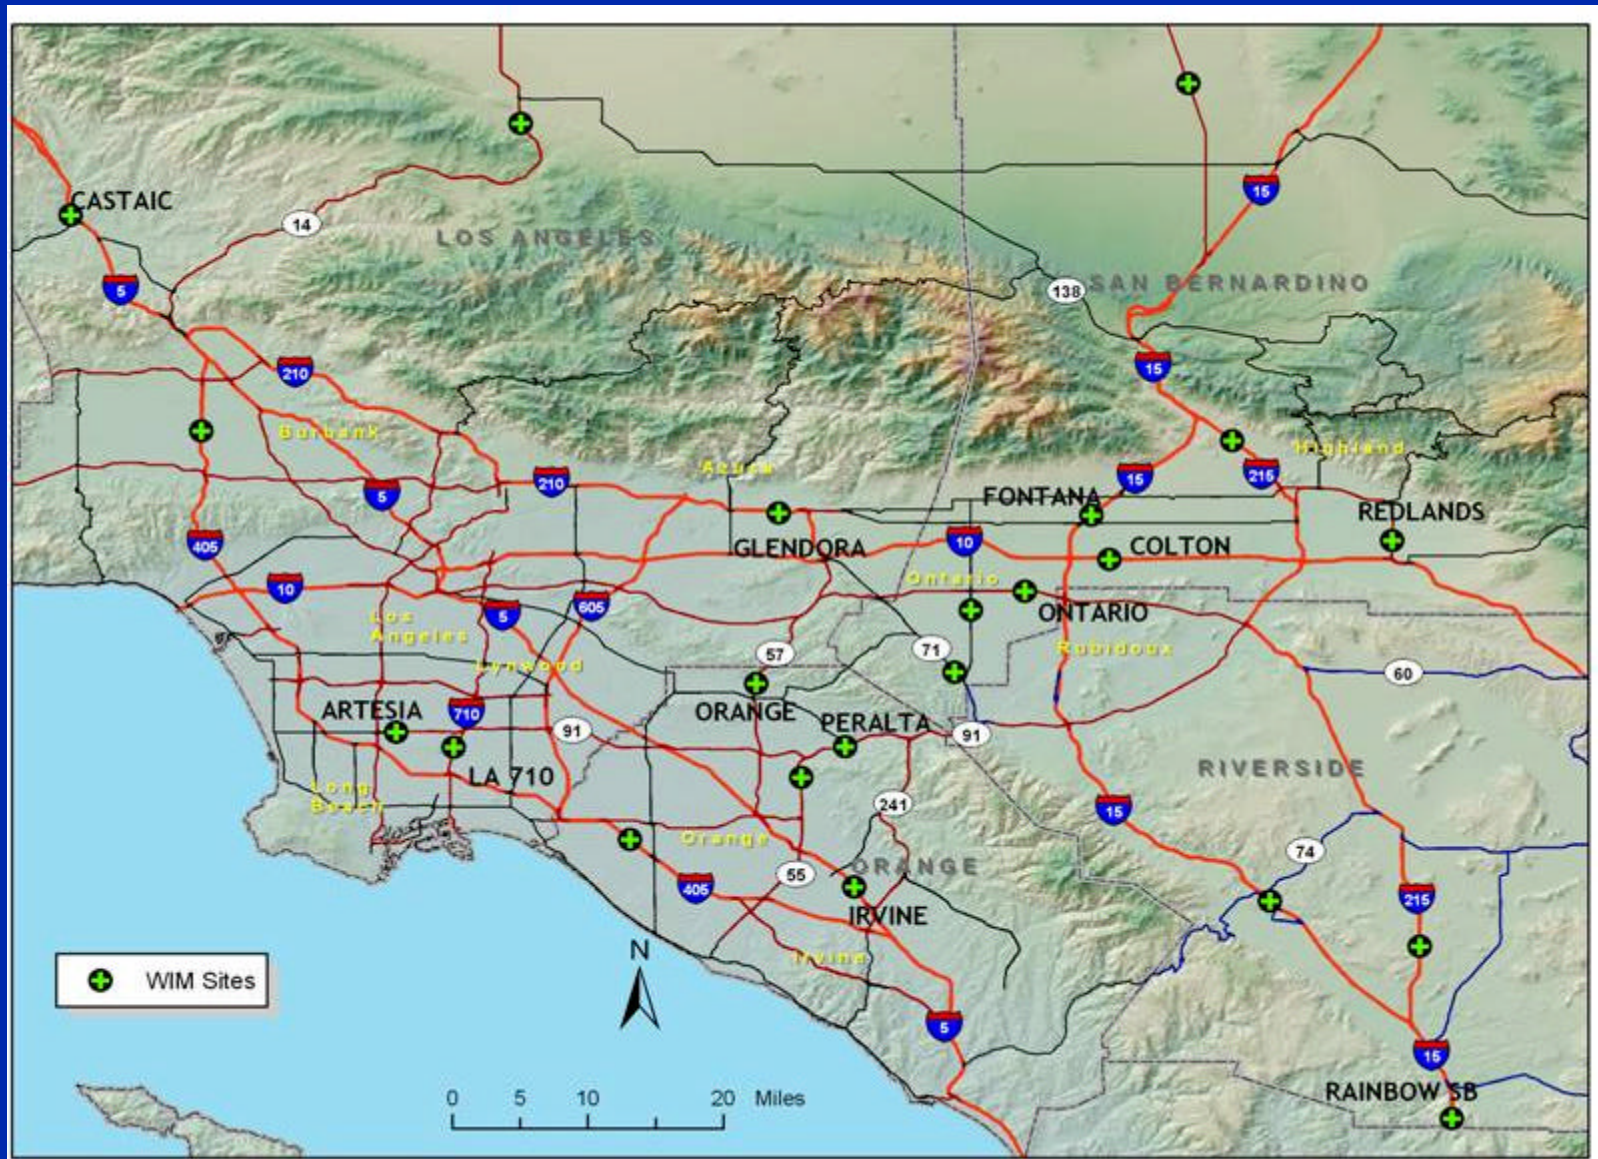 CASTAIC
14
LOS ANGELES
15
5
138
SAN BERNARDINO
15
210
Burbank
Highland
Azusa
5
210
15
215
FONTANA
REDLANDS
405
10
GLENDORA
COLTON
10
Ontario
5
605
ONTARIO
Los
Angeles
Rubidoux
Lynwood
57
71
60
ARTESIA
710
ORANGE
PERALTA
91
91
LA 710
RIVERSIDE
Long
Beach
241
15
Orange
74
ORANGE
55
405
215
IRVINE
Irvine
N
WIM Sites
5
15
RAINBOW SB
0 5 10 20 Miles